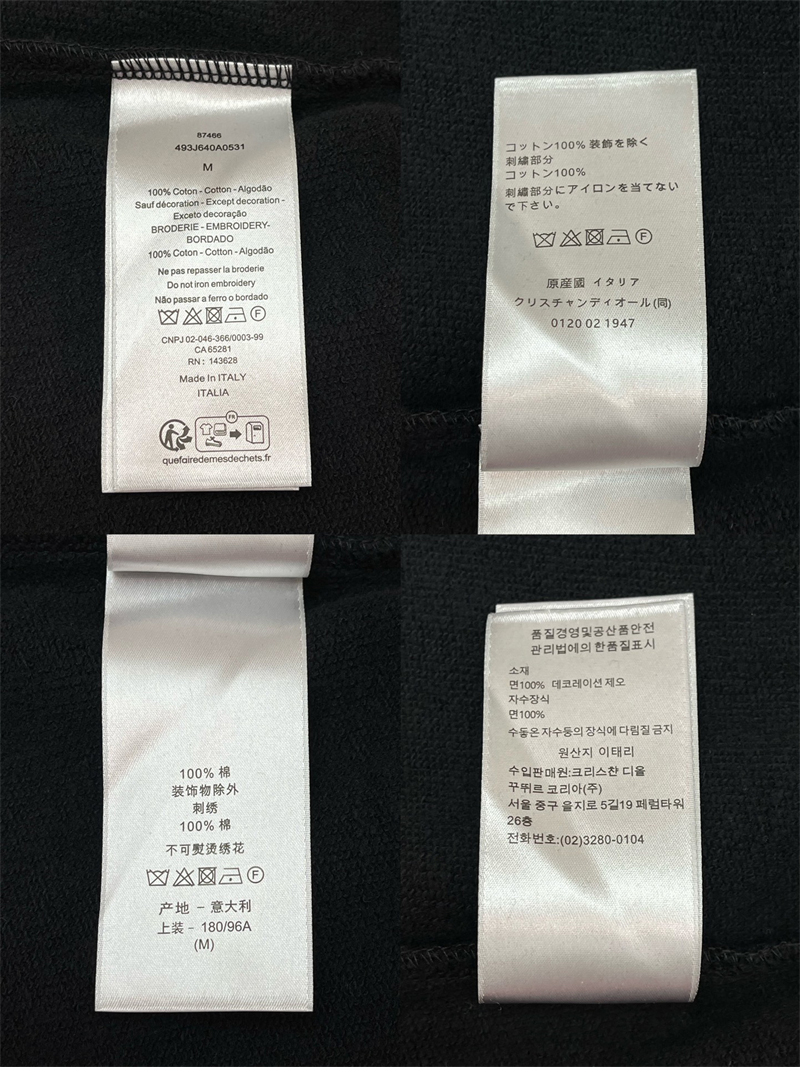 87466
493J640A0531
M
100% Coton - Cotton - Algodão
Sauf décoration - Except decoration -
Exceto decoração
BRODERIE - EMBROIDERY-
BORDADO
100% Coton - Cotton - Algodão
Ne pas repasser la broderie
Do not iron embroidery
Não passar a ferro o bordado
F
CNPJ 02-046-366/0003-99
CA 65281
RN : 143628
Made In ITALY
ITALIA
FR
quefairedemesdechets.fr
コットン100% 装飾を除く
刺繍部分
コットン100%
刺繍部分にアイロンを当てない
で下さい。
F
原産國 イタリア
クリスチャンディオール(同)
0120 02 1947
100% 棉
装饰物除外
刺绣
100% 棉
不可熨烫绣花
F
产地 – 意大利
上装 – 180/96A
(M)
품질경영및공산품안전
관리법에의한품질표시
소재
면100% 데코레이션 제오
자수장식
면100%
수둥온자수둥의 장식에 다림질 금지
원산지 이태리
수입판매원:크리스챤 디올
꾸뛰르 코리아(주)
서울 중구 을지로 5길19 페럼타워
26층
전화번호:(02)3280-0104